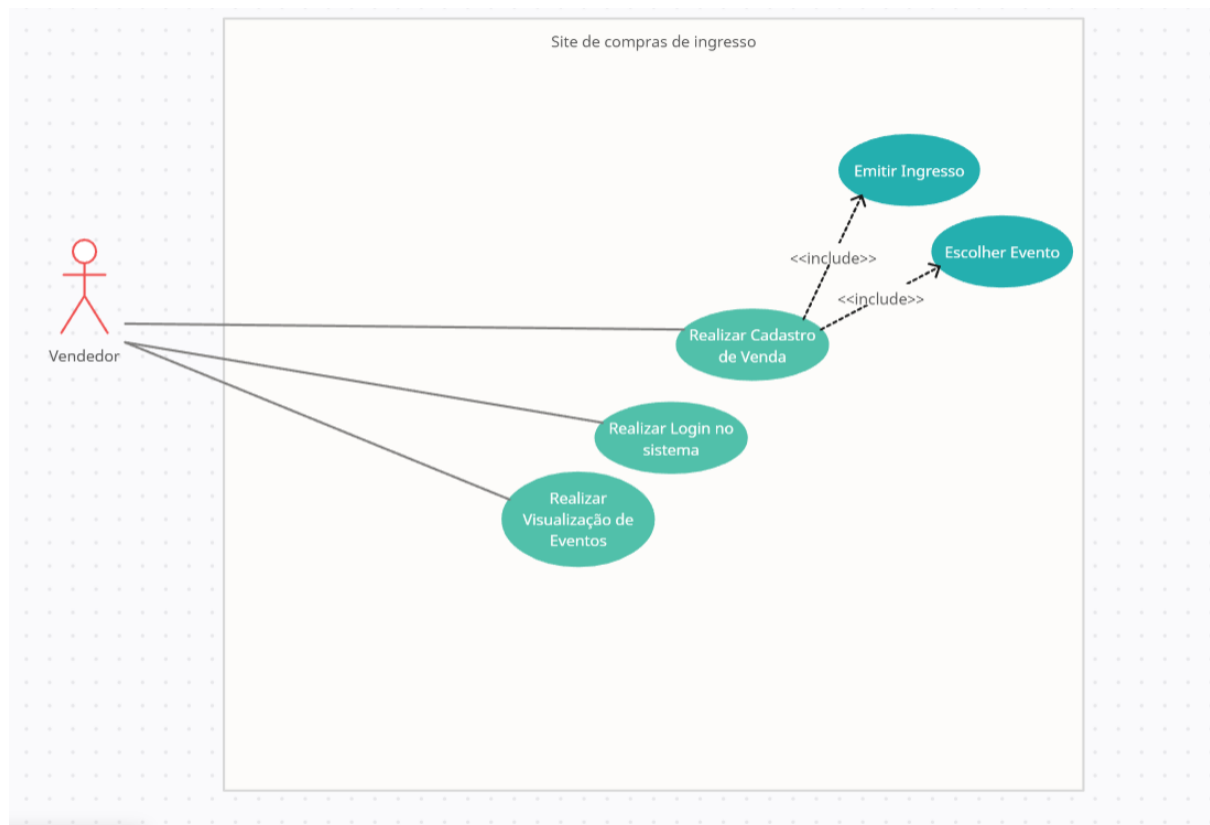 Site de compras de ingresso
Emitir Ingresso
Escolher Evento
<<include>>
<<include>>
Realizar Cadastro
de Venda
Vendedor
Realizar Login no
sistema
Realizar
Visualização de
Eventos